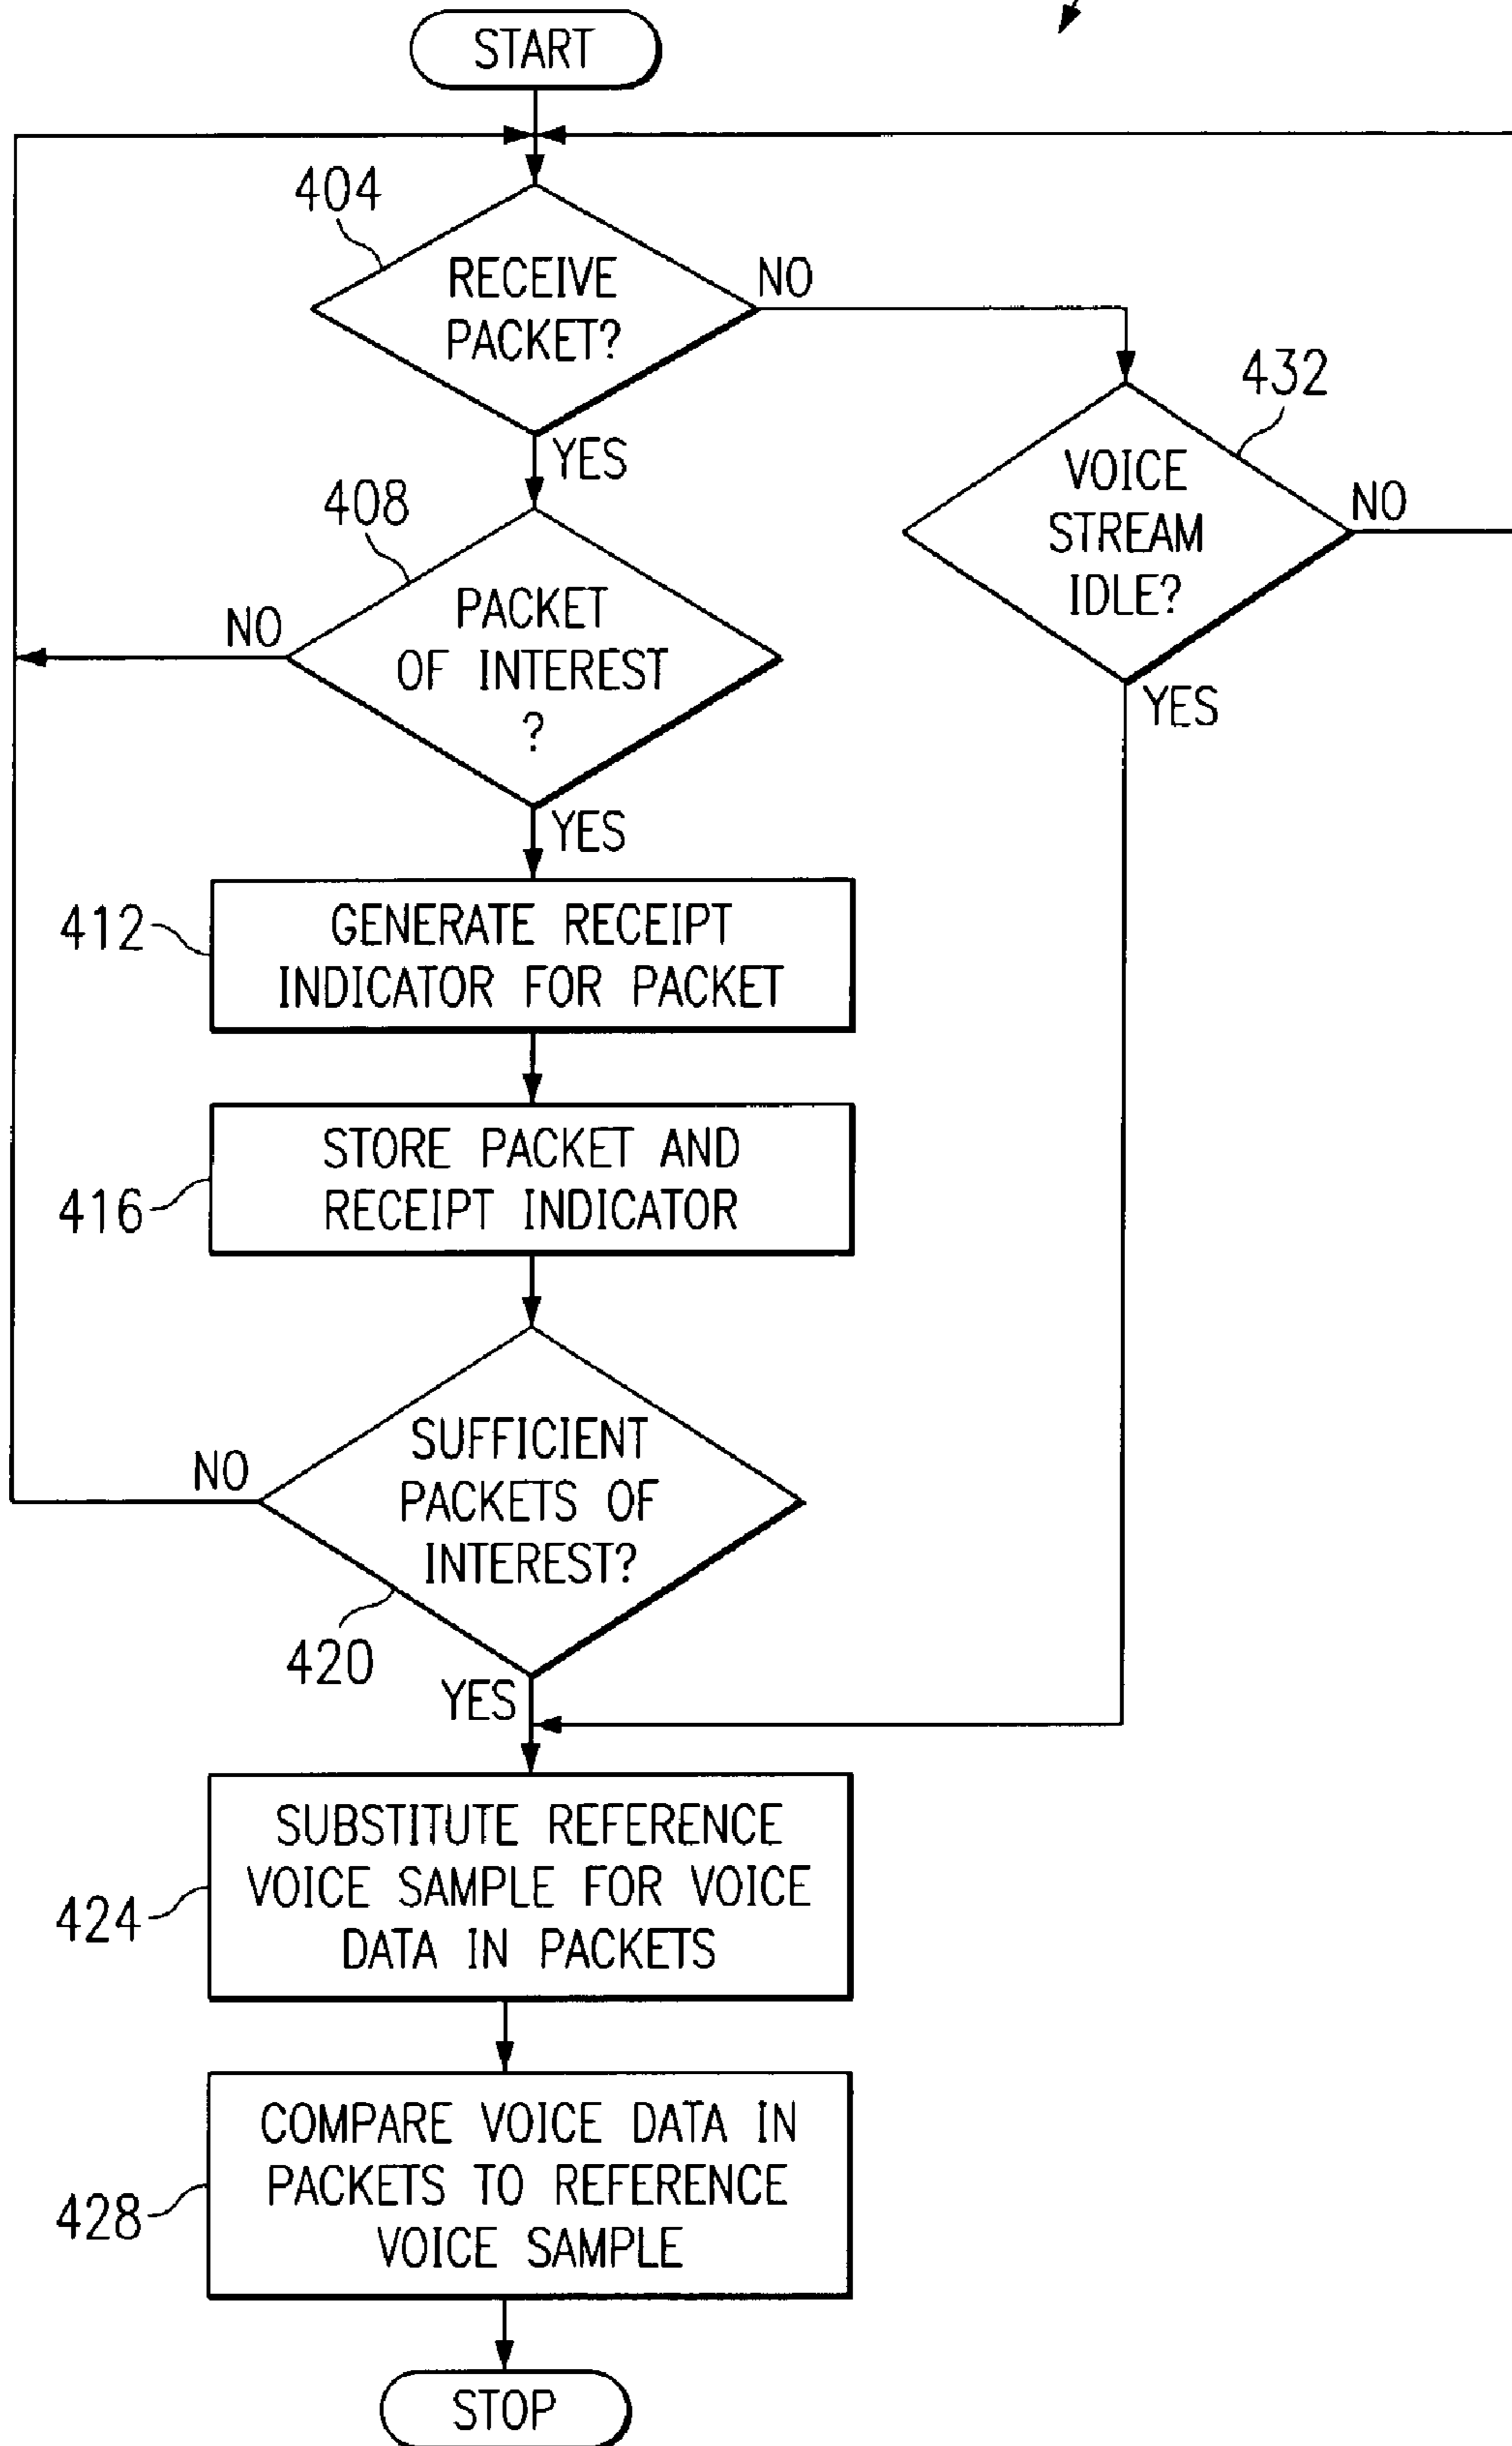 START
404
RECEIVE
PACKET?
NO
YES
432
VOICE
STREAM
IDLE?
NO
YES
408
PACKET
OF INTEREST
?
NO
YES
412
GENERATE RECEIPT
INDICATOR FOR PACKET
416
STORE PACKET AND
RECEIPT INDICATOR
SUFFICIENT
PACKETS OF
INTEREST?
NO
420
YES
424
SUBSTITUTE REFERENCE
VOICE SAMPLE FOR VOICE
DATA IN PACKETS
428
COMPARE VOICE DATA IN
PACKETS TO REFERENCE
VOICE SAMPLE
STOP